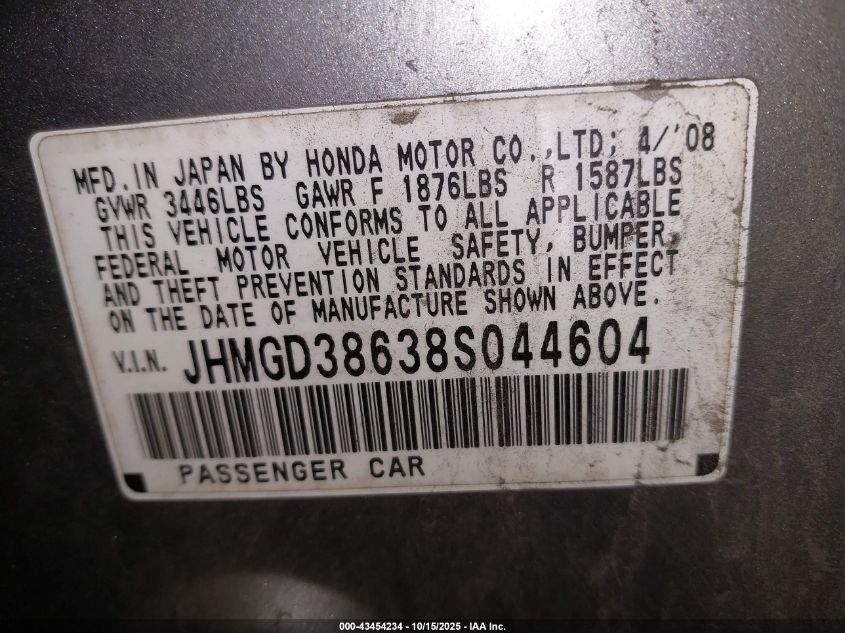 MFD. IN JAPAN BY HONDA MOTOR CO.,LTD; 4/'08
GVWR 3446LBS GAWR F 1876LBS R 1587LBS
THIS VEHICLE CONFORMS TO ALL APPLICABLE
FEDERAL MOTOR VEHICLE SAFETY, BUMPER,
AND THEFT PREVENTION STANDARDS IN EFFECT
ON THE DATE OF MANUFACTURE SHOWN ABOVE.
V.I.N. JHMGD38638S044604
PASSENGER CAR
000-43454234 - 10/15/2025 - IAA Inc.